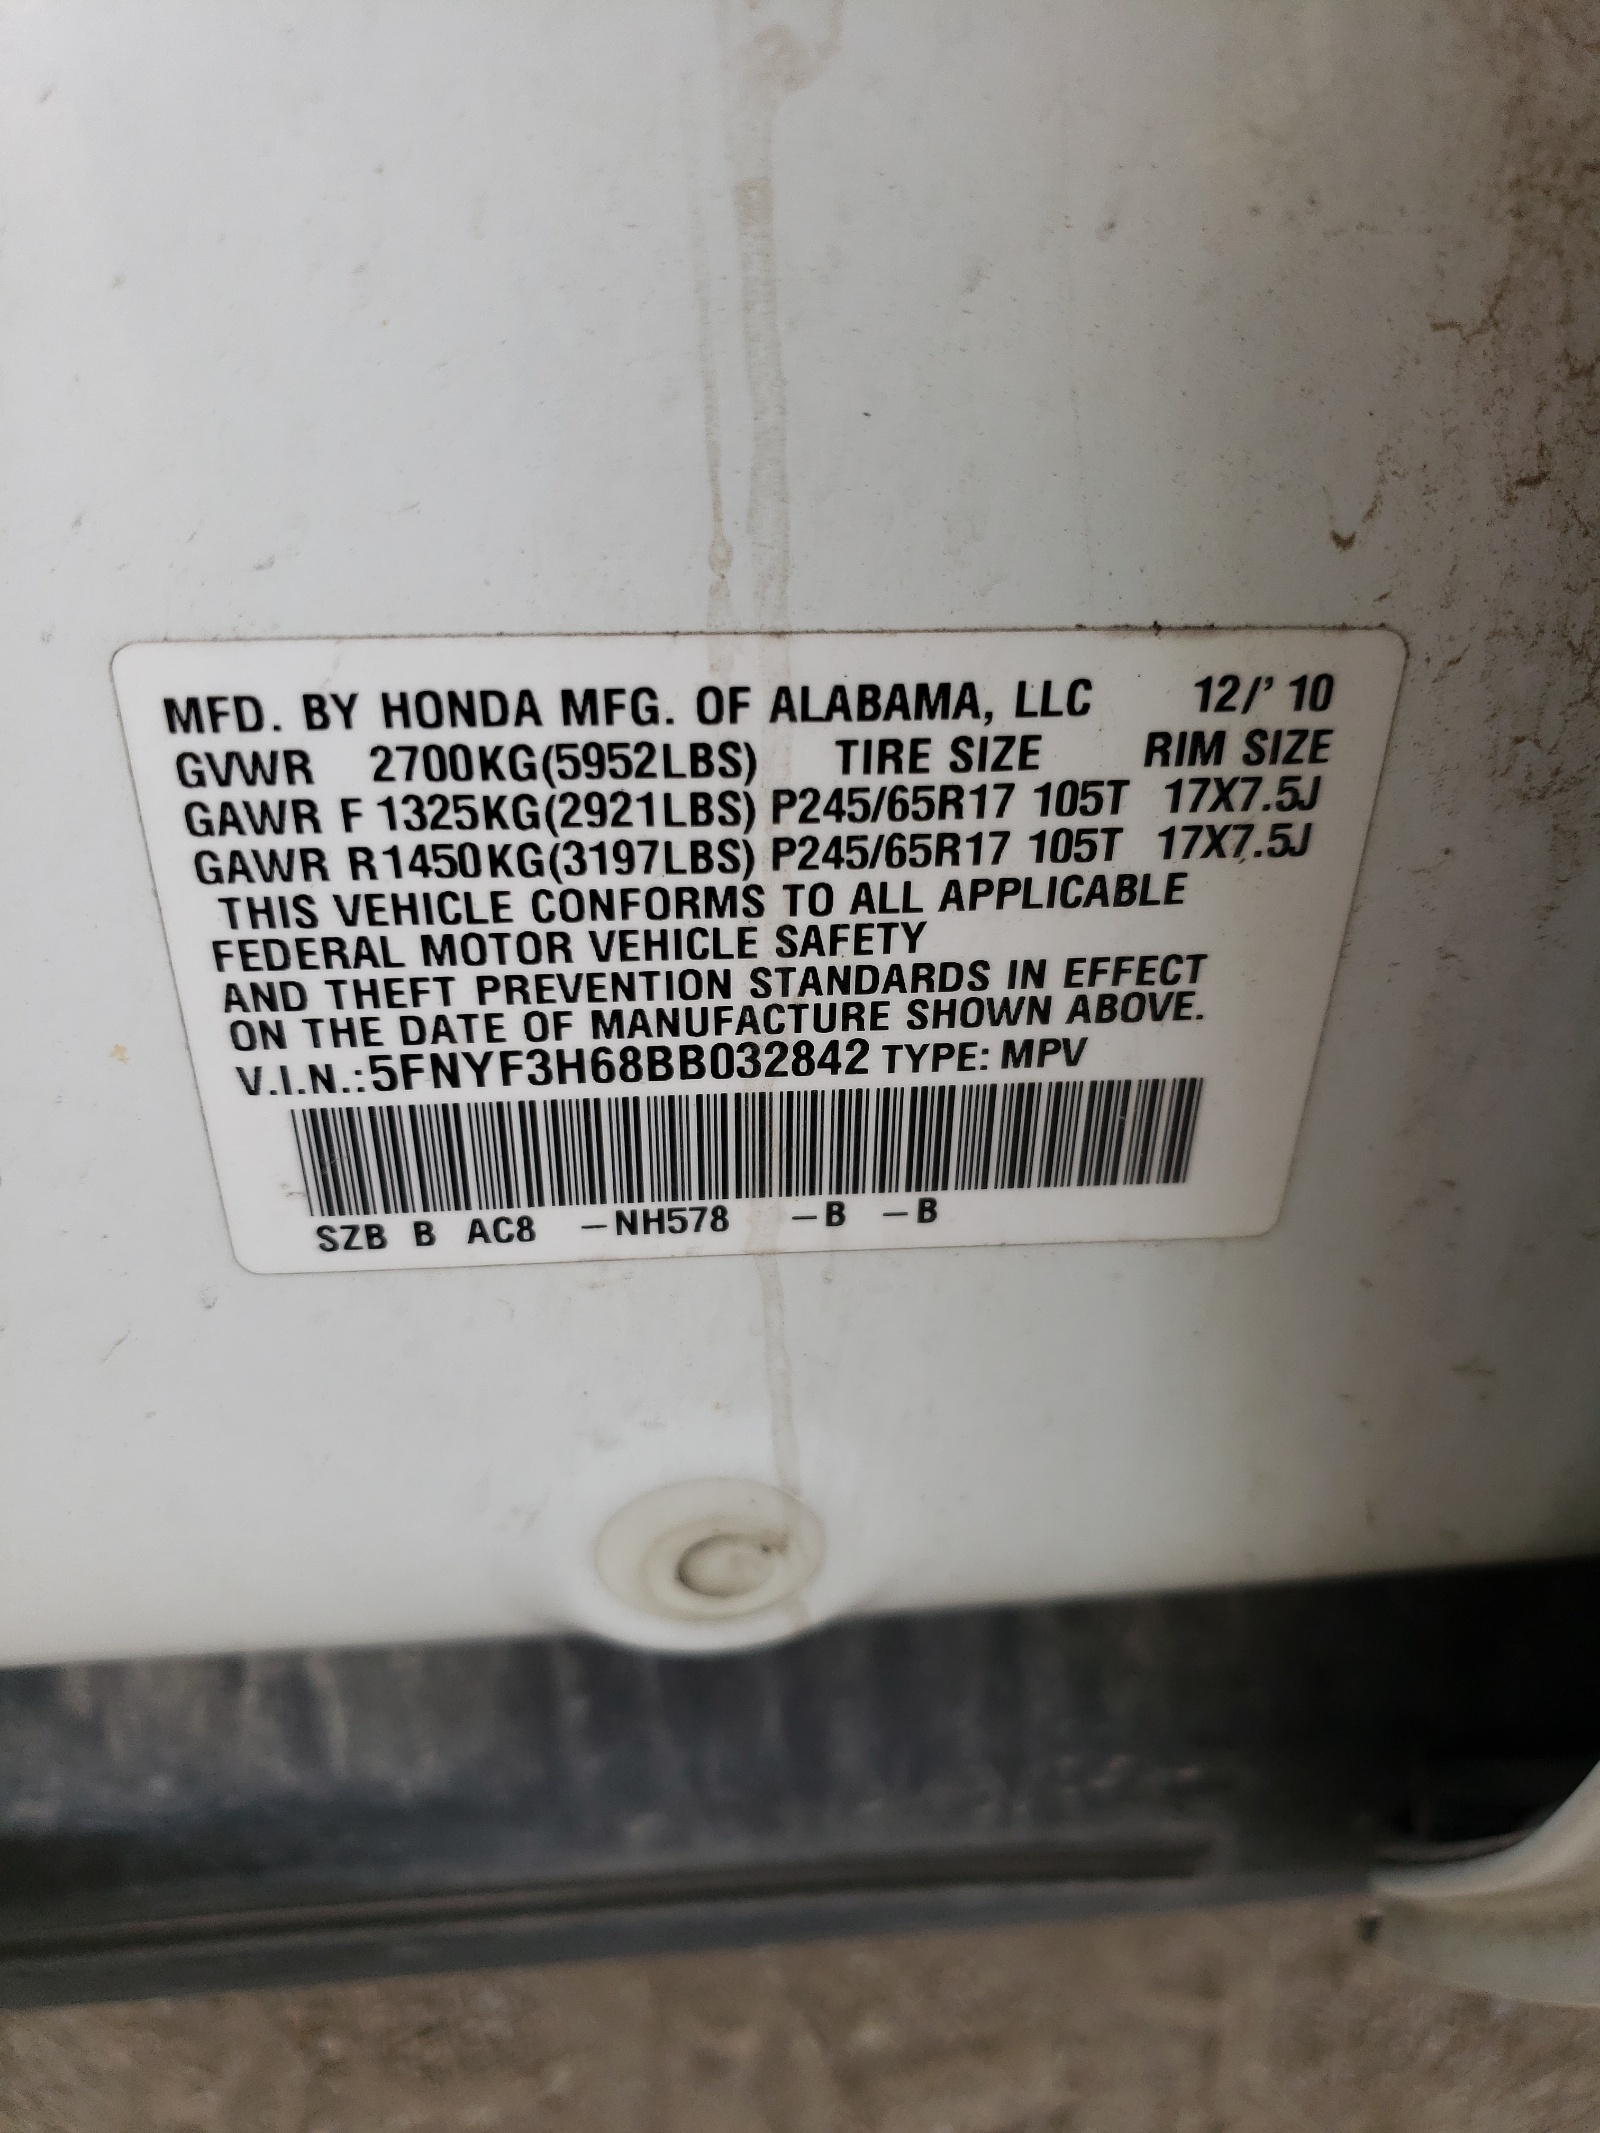 MFD. BY HONDA MFG. OF ALABAMA, LLC 12/' 10
GVWR 2700KG(5952LBS) TIRE SIZE RIM SIZE
GAWR F 1325KG(2921LBS) P245/65R17 105T 17X7.5J
GAWR R1450KG(3197LBS) P245/65R17 105T 17X7.5J
THIS VEHICLE CONFORMS TO ALL APPLICABLE
FEDERAL MOTOR VEHICLE SAFETY
AND THEFT PREVENTION STANDARDS IN EFFECT
ON THE DATE OF MANUFACTURE SHOWN ABOVE.
V.I.N.:5FNYF3H68BB032842 TYPE: MPV
SZB B AC8 –NH578 –B –B